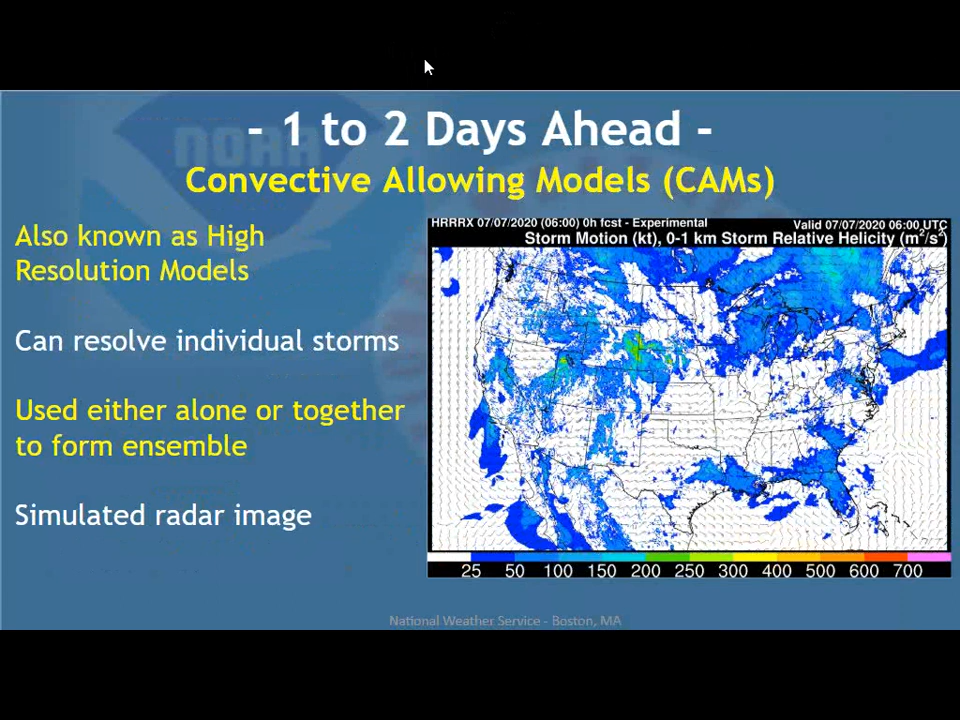 NOAA
- 1 to 2 Days Ahead -
Convective Allowing Models (CAMs)
Also known as High
Resolution Models
Can resolve individual storms
Used either alone or together
to form ensemble
Simulated radar image
HRRRX 07/07/2020 (06:00) 0h fcst - Experimental
Valid 07/07/2020 06:00 UTC
Storm Motion (kt), 0-1 km Storm Relative Helicity (m²/s²)
25 50 100 150 200 250 300 400 500 600 700
National Weather Service - Boston, MA